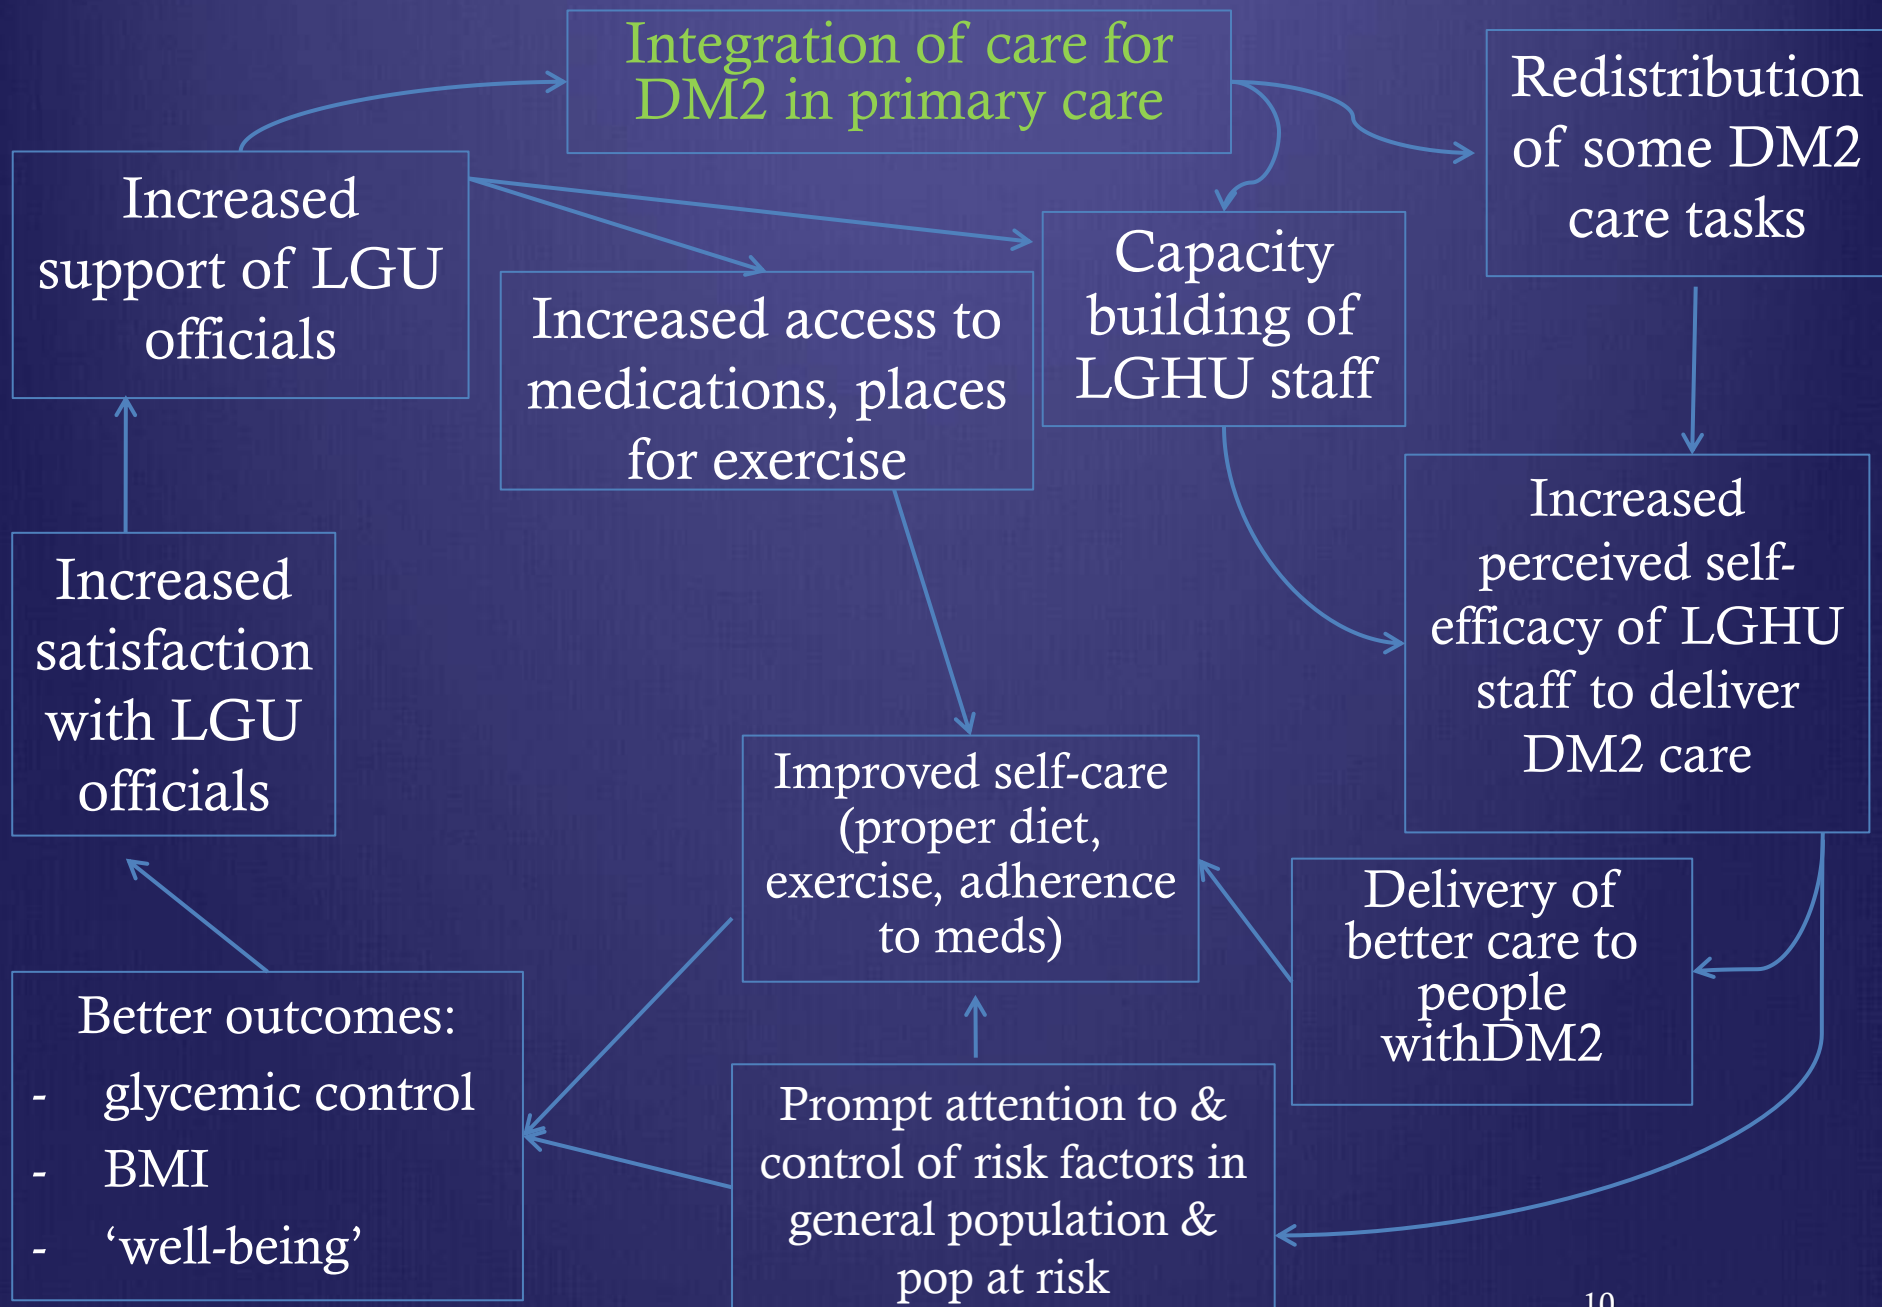 Integration of care for
DM2 in primary care
Redistribution
of some DM2
care tasks
Increased
support of LGU
officials
Increased access to
medications, places
for exercise
Capacity
building of
LGHU staff
Increased
perceived self-
efficacy of LGHU
staff to deliver
DM2 care
Increased
satisfaction
with LGU
officials
Improved self-care
(proper diet,
exercise, adherence
to meds)
Delivery of
better care to
people
withDM2
Better outcomes:
- glycemic control
- BMI
- ‘well-being’
Prompt attention to &
control of risk factors in
general population &
pop at risk
10